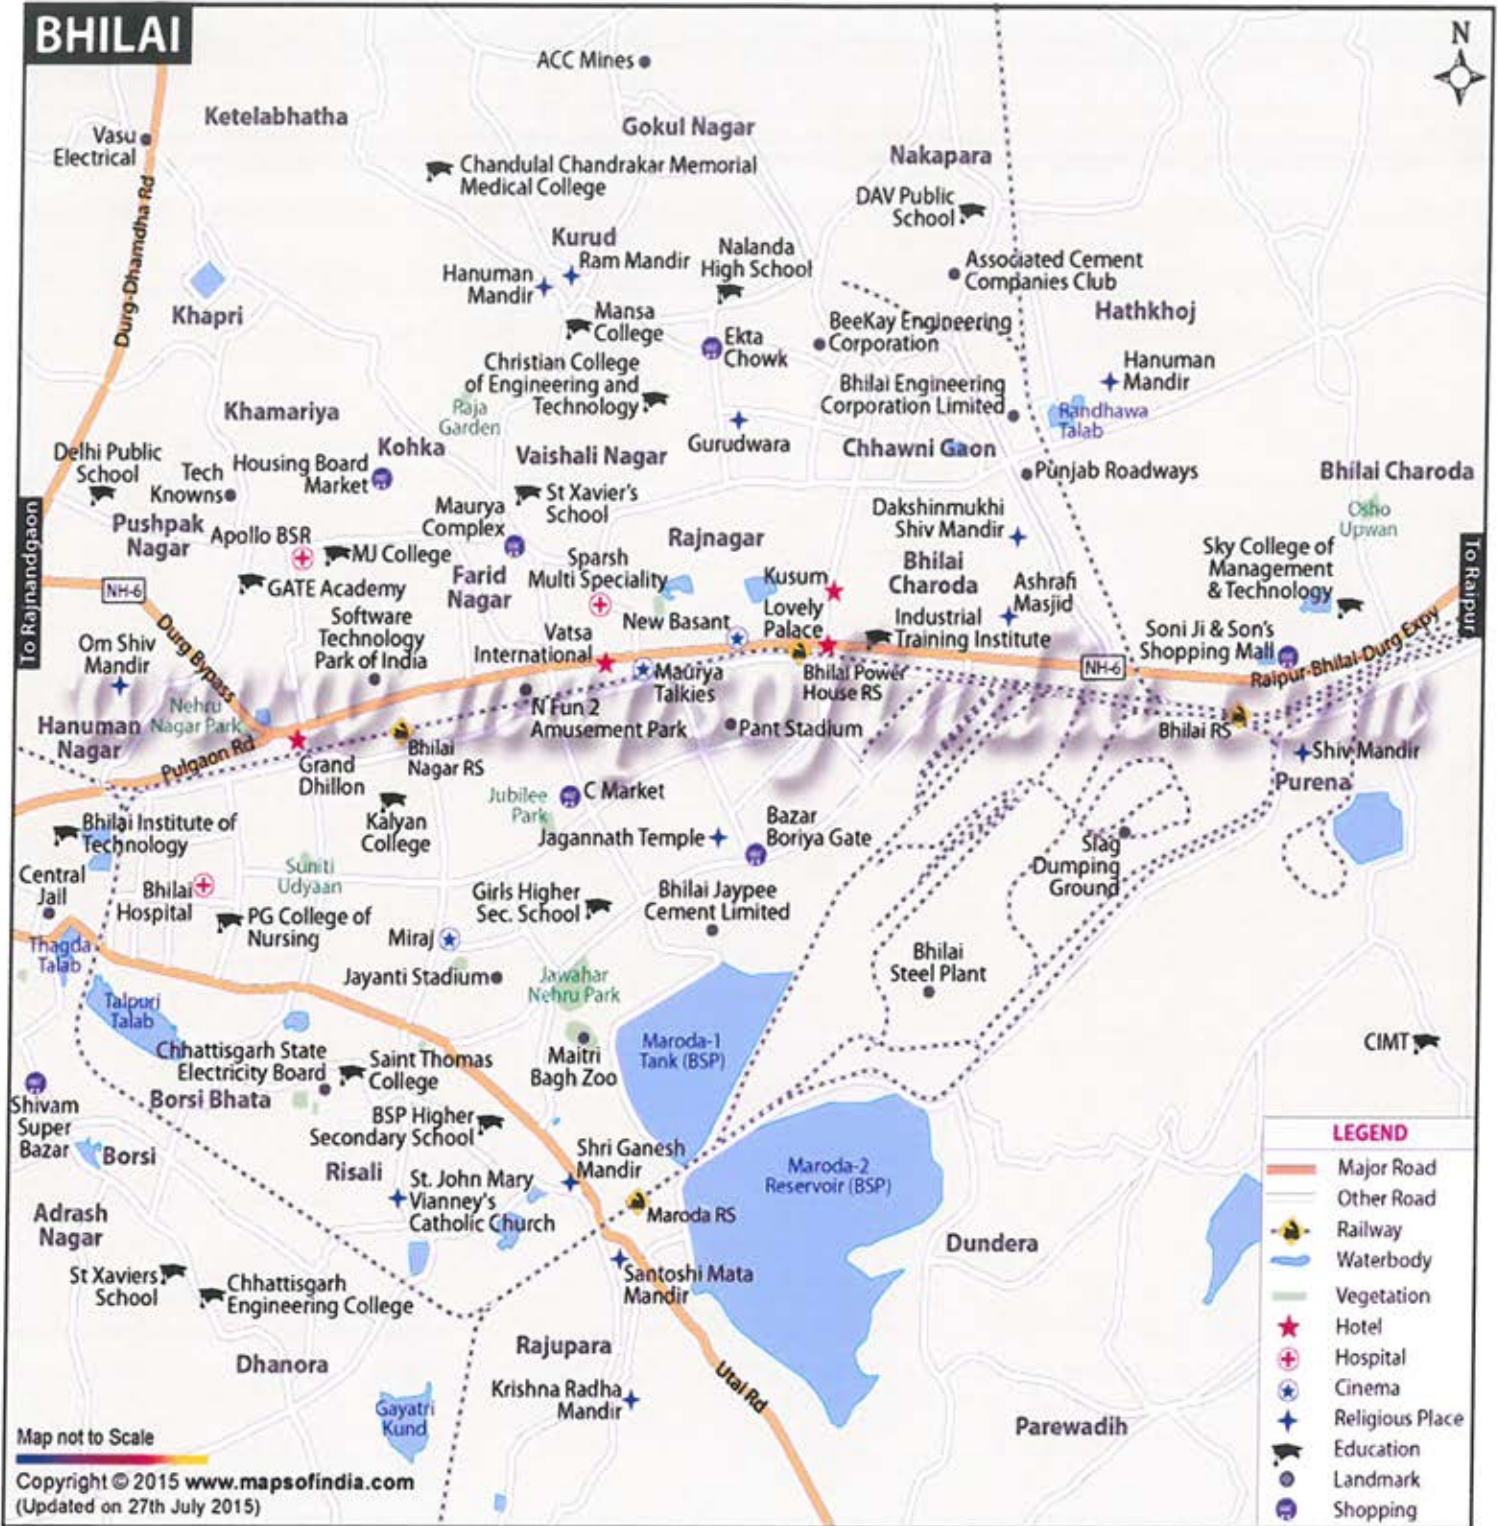 BHILAI
N
ACC Mines
Ketelabhatha
Gokul Nagar
Vasu
Electrical
Nakapara
Chandulal Chandrakar Memorial
Medical College
DAV Public
School
Durg-Dhamdha Rd
Kurud
Ram Mandir
Hanuman
Mandir
Nalanda
High School
Associated Cement
Companies Club
Khapri
Mansa
College
Ekta
Chowk
BeeKay Engineering
Corporation
Hathkhoj
Hanuman
Mandir
Christian College
of Engineering and
Technology
Bhilai Engineering
Corporation Limited
Randhawa
Talab
Khamariya
Raja
Garden
Kohka
Gurudwara
Chhawni Gaon
Delhi Public
School
Tech
Knowns
Housing Board
Market
Vaishali Nagar
Punjab Roadways
Bhilai Charoda
St Xavier's
School
Maurya
Complex
Dakshinmukhi
Shiv Mandir
Osho
Upwan
Pushpak
Nagar
Apollo BSR
MJ College
Rajnagar
Sky College of
Management
& Technology
To Rajnandgaon
To Raipur
NH-6
GATE Academy
Farid
Nagar
Sparsh
Multi Speciality
Kusum
Bhilai
Charoda
Ashrafi
Masjid
Software
Technology
Park of India
New Basant
Lovely
Palace
Industrial
Training Institute
Soni Ji & Son's
Shopping Mall
Raipur-Bhilai-Durg Expy
Durg Bypass
Om Shiv
Mandir
Vatsa
International
Maurya
Talkies
Bhilai Power
House RS
NH-6
www.mapsofindia.com
Nehru
Nagar Park
Hanuman
Nagar
N Fun 2
Amusement Park
Pant Stadium
Bhilai RS
Shiv Mandir
Pulgaon Rd
Grand
Dhillon
Bhilai
Nagar RS
Purena
Jubilee
Park
C Market
Kalyan
College
Jagannath Temple
Bazar
Boriya Gate
Bhilai Institute of
Technology
Slag
Dumping
Ground
Central
Jail
Suniti
Udyaan
Bhilai
Hospital
Girls Higher
Sec. School
Bhilai Jaypee
Cement Limited
PG College of
Nursing
Miraj
Thagda
Talab
Jayanti Stadium
Jawahar
Nehru Park
Bhilai
Steel Plant
Talpuri
Talab
Maroda-1
Tank (BSP)
CIMT
Chhattisgarh State
Electricity Board
Saint Thomas
College
Maitri
Bagh Zoo
Shivam
Super
Bazar
Borsi Bhata
BSP Higher
Secondary School
Borsi
Risali
Shri Ganesh
Mandir
Maroda-2
Reservoir (BSP)
St. John Mary
Vianney's
Catholic Church
Maroda RS
Adrash
Nagar
Dundera
St Xaviers
School
Chhattisgarh
Engineering College
Santoshi Mata
Mandir
Rajupara
Dhanora
Utai Rd
Krishna Radha
Mandir
Gayatri
Kund
Parewadih
LEGEND
Major Road
Other Road
Railway
Waterbody
Vegetation
Hotel
Hospital
Cinema
Religious Place
Education
Landmark
Shopping
Map not to Scale
Copyright © 2015 www.mapsofindia.com
(Updated on 27th July 2015)